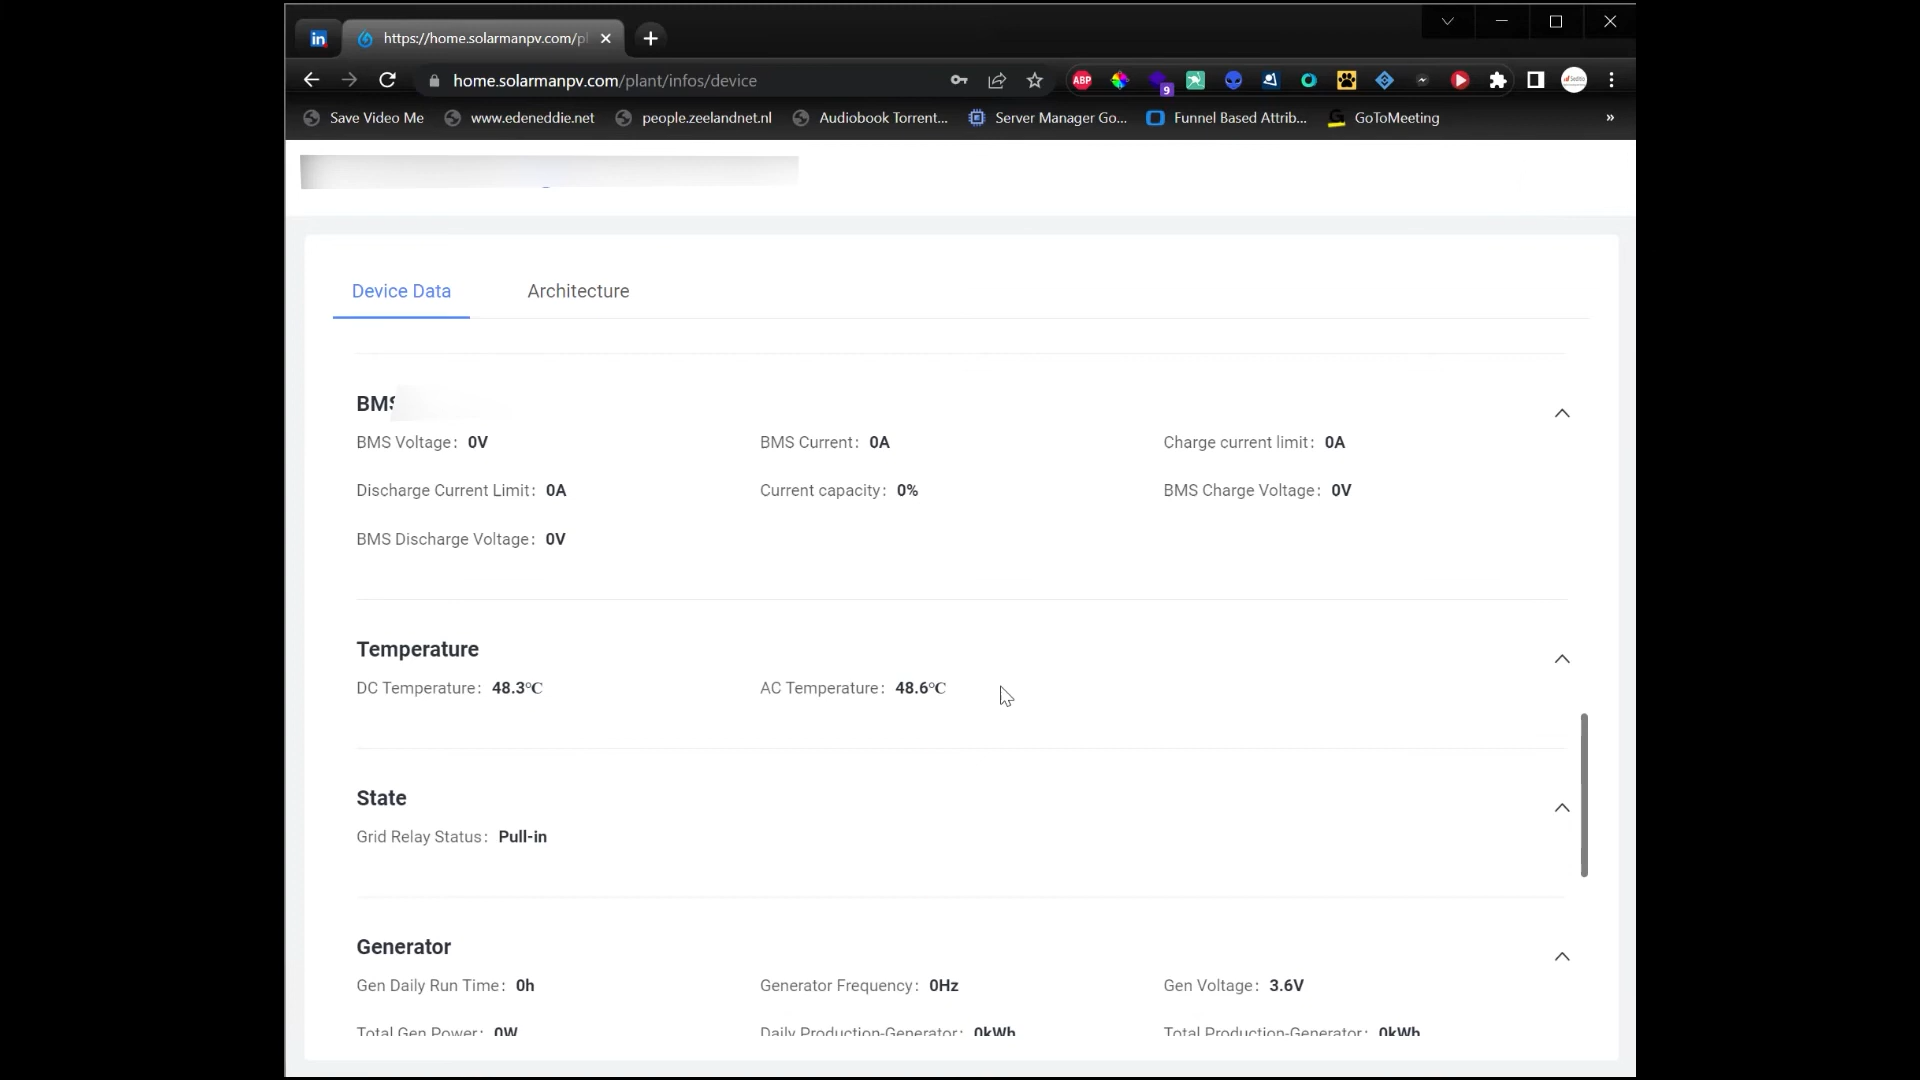 in https://home.solarmanpv.com/pl
home.solarmanpv.com/plant/infos/device ABP 9
Save Video Me www.edeneddie.net people.zeelandnet.nl Audiobook Torrent... Server Manager Go... Funnel Based Attrib... GoToMeeting »
Device Data Architecture
BMS
BMS Voltage: 0V BMS Current: 0A Charge current limit: 0A
Discharge Current Limit: 0A Current capacity: 0% BMS Charge Voltage: 0V
BMS Discharge Voltage: 0V
Temperature
DC Temperature: 48.3℃ AC Temperature: 48.6℃
State
Grid Relay Status: Pull-in
Generator
Gen Daily Run Time: 0h Generator Frequency: 0Hz Gen Voltage: 3.6V
Total Gen Power: 0W Daily Production-Generator: 0kWh Total Production-Generator: 0kWh